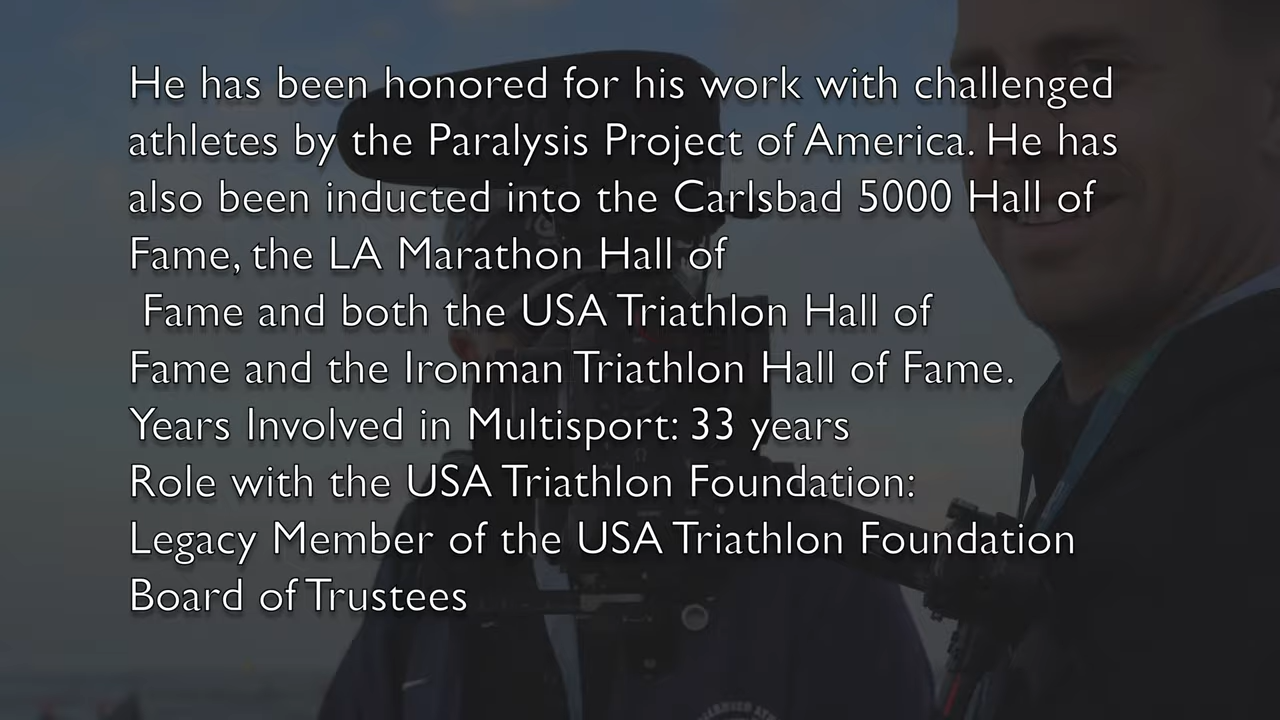 He has been honored for his work with challenged
athletes by the Paralysis Project of America. He has
also been inducted into the Carlsbad 5000 Hall of
Fame, the LA Marathon Hall of
Fame and both the USA Triathlon Hall of
Fame and the Ironman Triathlon Hall of Fame.
Years Involved in Multisport: 33 years
Role with the USA Triathlon Foundation:
Legacy Member of the USA Triathlon Foundation
Board of Trustees